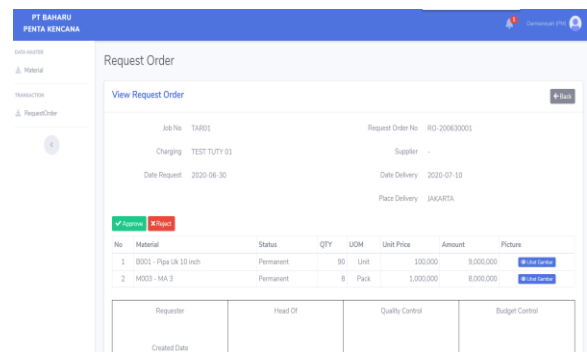 PT BAHARU
PENTA KENCANA
1
Darmansyah (PM)
DATA MASTER
Material
TRANSACTION
RequestOrder
Request Order
View Request Order
Back
Job No TAR01 Request Order No RO-200630001
Charging TEST TUTY 01 Supplier -
Date Request 2020-06-30 Date Delivery 2020-07-10
Place Delivery JAKARTA
Approve Reject
No Material Status QTY UOM Unit Price Amount Picture
1 B001 - Pipa Uk 10 inch Permanent 90 Unit 100,000 9,000,000 Lihat Gambar
2 M003 - MA 3 Permanent 8 Pack 1,000,000 8,000,000 Lihat Gambar
Requester Head Of Quality Control Budget Control
Created Date